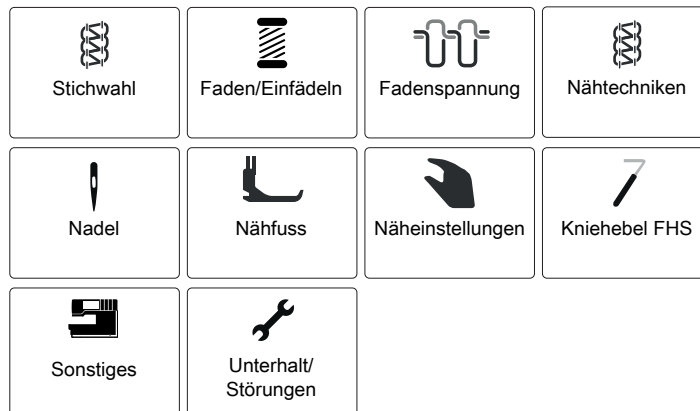 Stichwahl
Faden/Einfädeln
Fadenspannung
Nähtechniken
Nadel
Nähfuss
Näheinstellungen
Kniehebel FHS
Sonstiges
Unterhalt/
Störungen